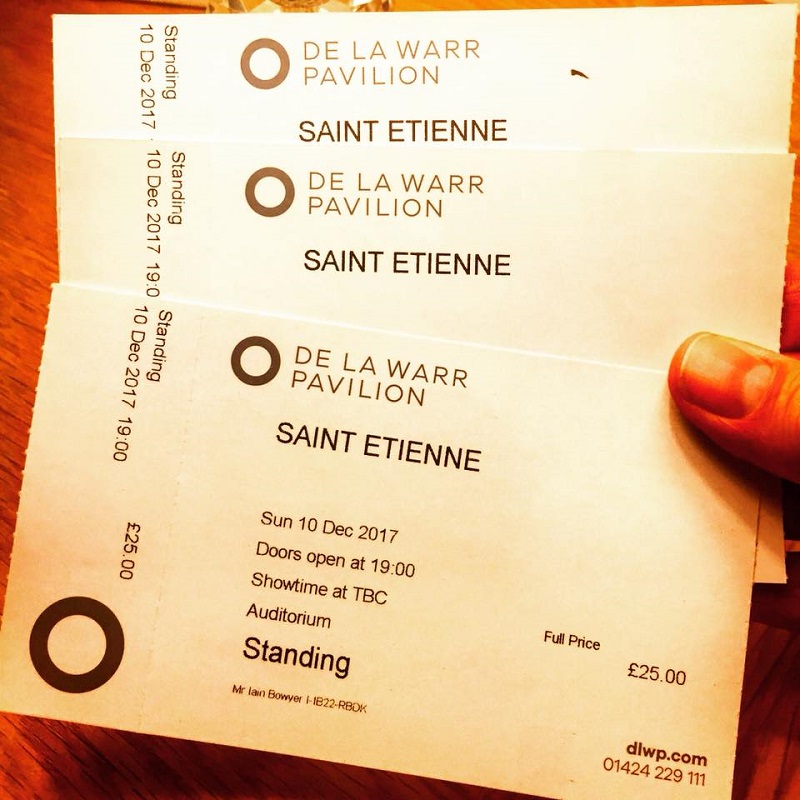 Standing
10 Dec 2017
DE LA WARR
PAVILION
SAINT ETIENNE
Standing
10 Dec 2017 19:0
DE LA WARR
PAVILION
SAINT ETIENNE
Standing
10 Dec 2017 19:00
£25.00
DE LA WARR
PAVILION
SAINT ETIENNE
Sun 10 Dec 2017
Doors open at 19:00
Showtime at TBC
Auditorium
Standing
Mr Iain Bowyer I-IB22-RBDK
Full Price
£25.00
dlwp.com
01424 229 111